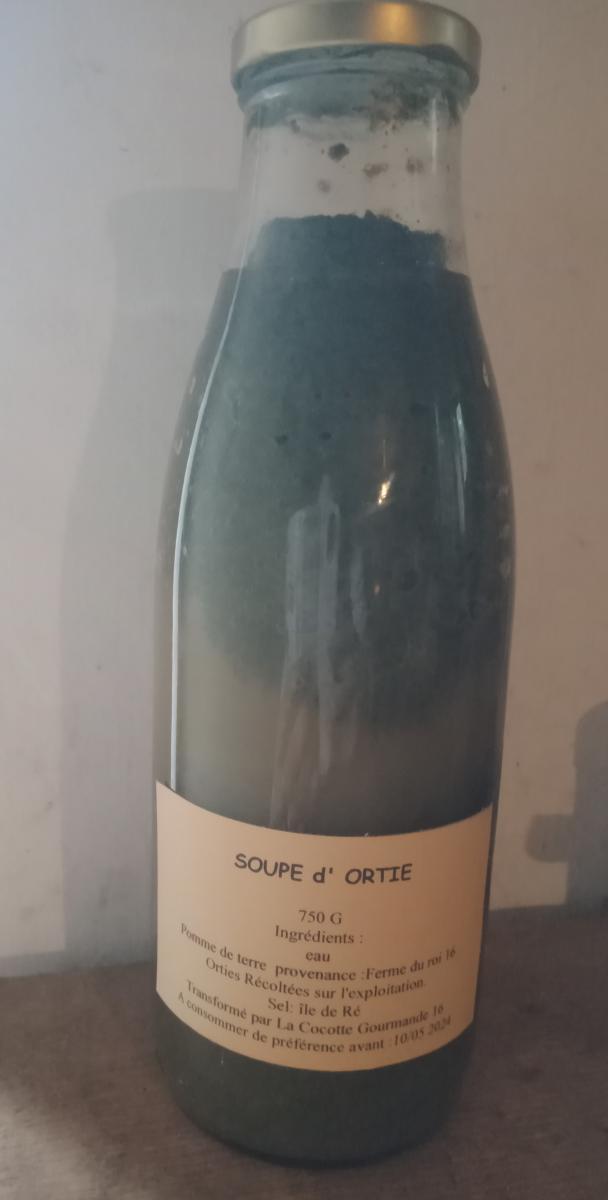 SOUPE d' ORTIE
750 G
Ingrédients :
eau
Pomme de terre provenance :Ferme du roi 16
Orties Récoltées sur l'exploitation.
Sel: île de Ré
Transformé par La Cocotte Gourmande 16
A consommer de préférence avant :10/05 2024